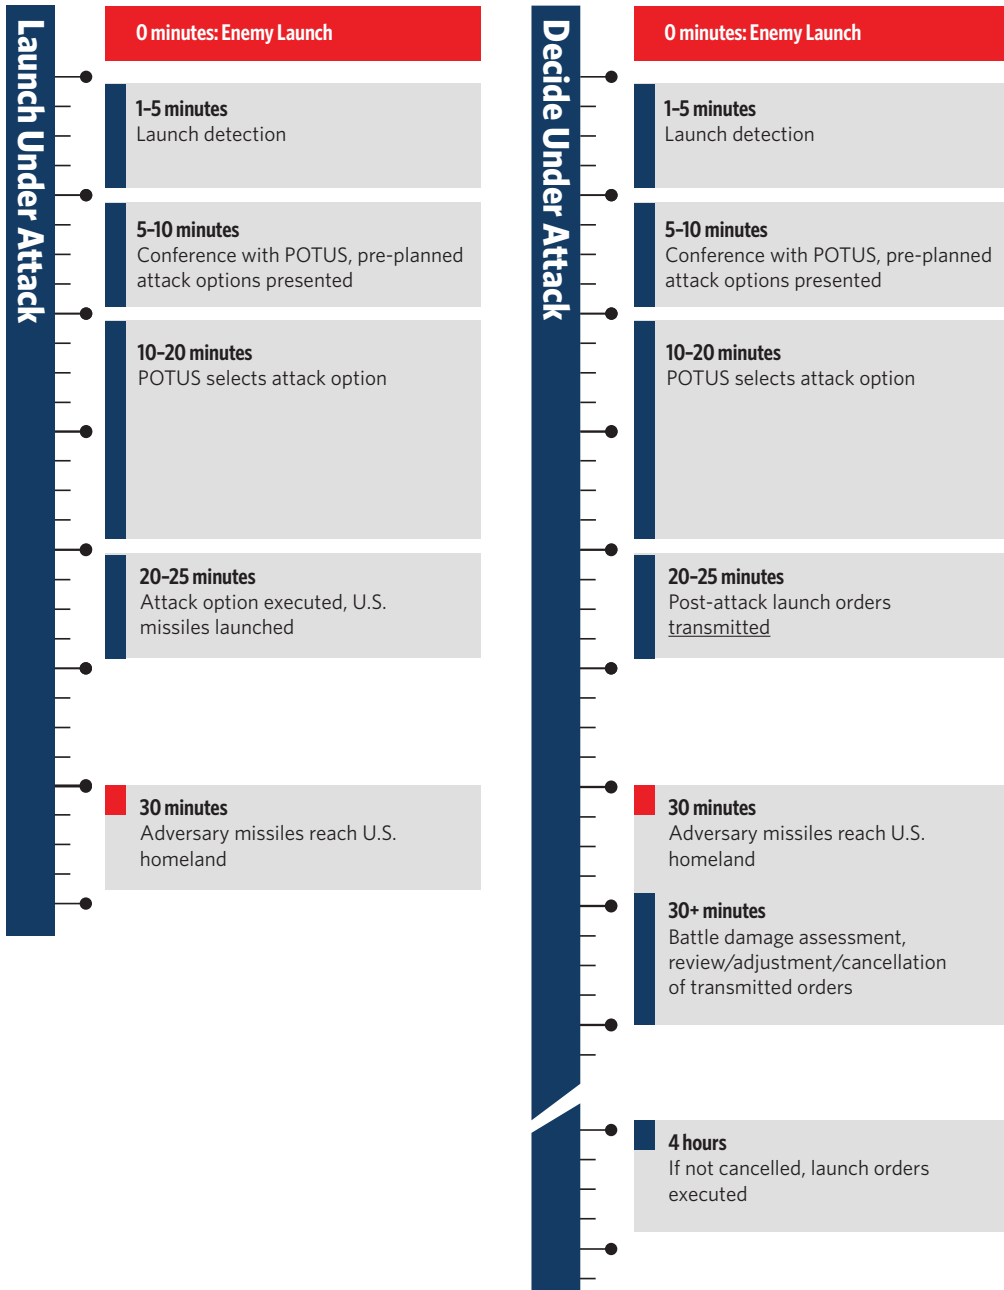 Launch Under Attack
0 minutes: Enemy Launch
1–5 minutes
Launch detection
5–10 minutes
Conference with POTUS, pre-planned
attack options presented
10–20 minutes
POTUS selects attack option
20–25 minutes
Attack option executed, U.S.
missiles launched
30 minutes
Adversary missiles reach U.S.
homeland
Decide Under Attack
0 minutes: Enemy Launch
1–5 minutes
Launch detection
5–10 minutes
Conference with POTUS, pre-planned
attack options presented
10–20 minutes
POTUS selects attack option
20–25 minutes
Post-attack launch orders
transmitted
30 minutes
Adversary missiles reach U.S.
homeland
30+ minutes
Battle damage assessment,
review/adjustment/cancellation
of transmitted orders
4 hours
If not cancelled, launch orders
executed